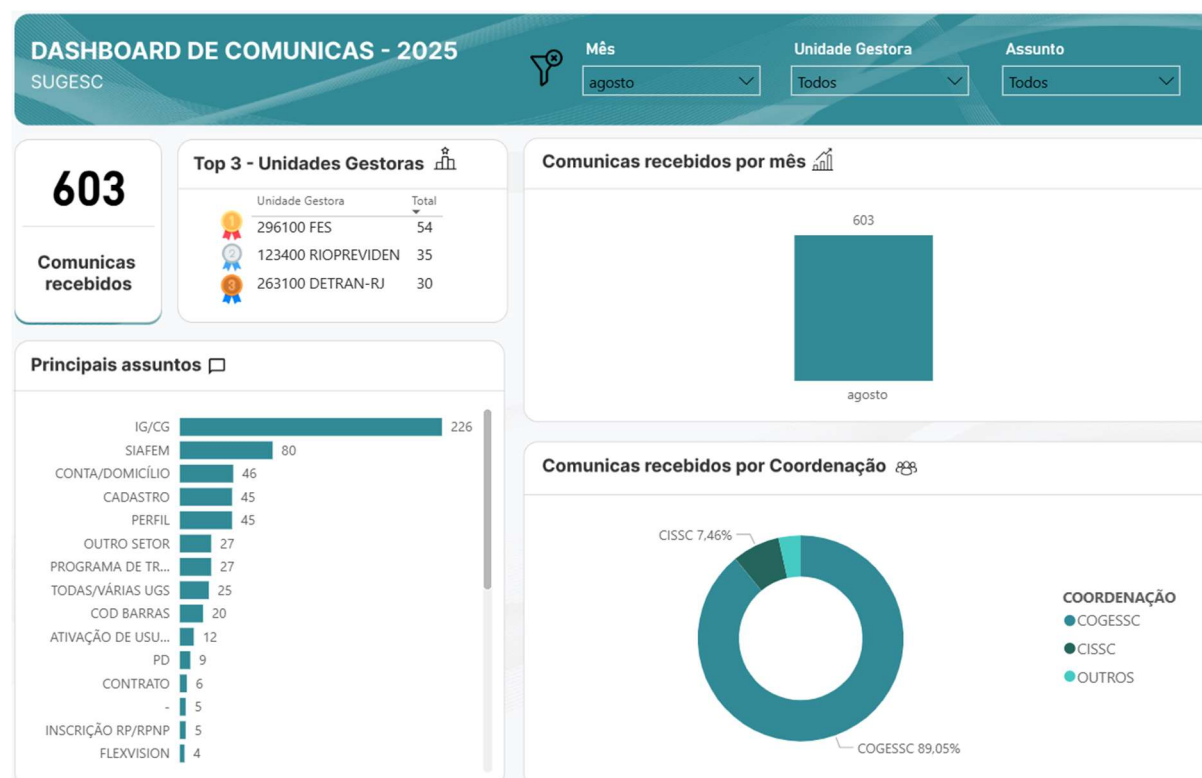 DASHBOARD DE COMUNICAS - 2025
SUGESC
Mês
agosto
Unidade Gestora
Todos
Assunto
Todos
603
Comunicas
recebidos
Top 3 - Unidades Gestoras
Unidade Gestora Total
1 296100 FES 54
2 123400 RIOPREVIDEN 35
3 263100 DETRAN-RJ 30
Comunicas recebidos por mês
603
agosto
Principais assuntos
IG/CG 226
SIAFEM 80
CONTA/DOMICÍLIO 46
CADASTRO 45
PERFIL 45
OUTRO SETOR 27
PROGRAMA DE TR... 27
TODAS/VÁRIAS UGS 25
COD BARRAS 20
ATIVAÇÃO DE USU... 12
PD 9
CONTRATO 6
- 5
INSCRIÇÃO RP/RPNP 5
FLEXVISION 4
Comunicas recebidos por Coordenação
CISSC 7,46%
COGESSC 89,05%
COORDENAÇÃO
COGESSC
CISSC
OUTROS